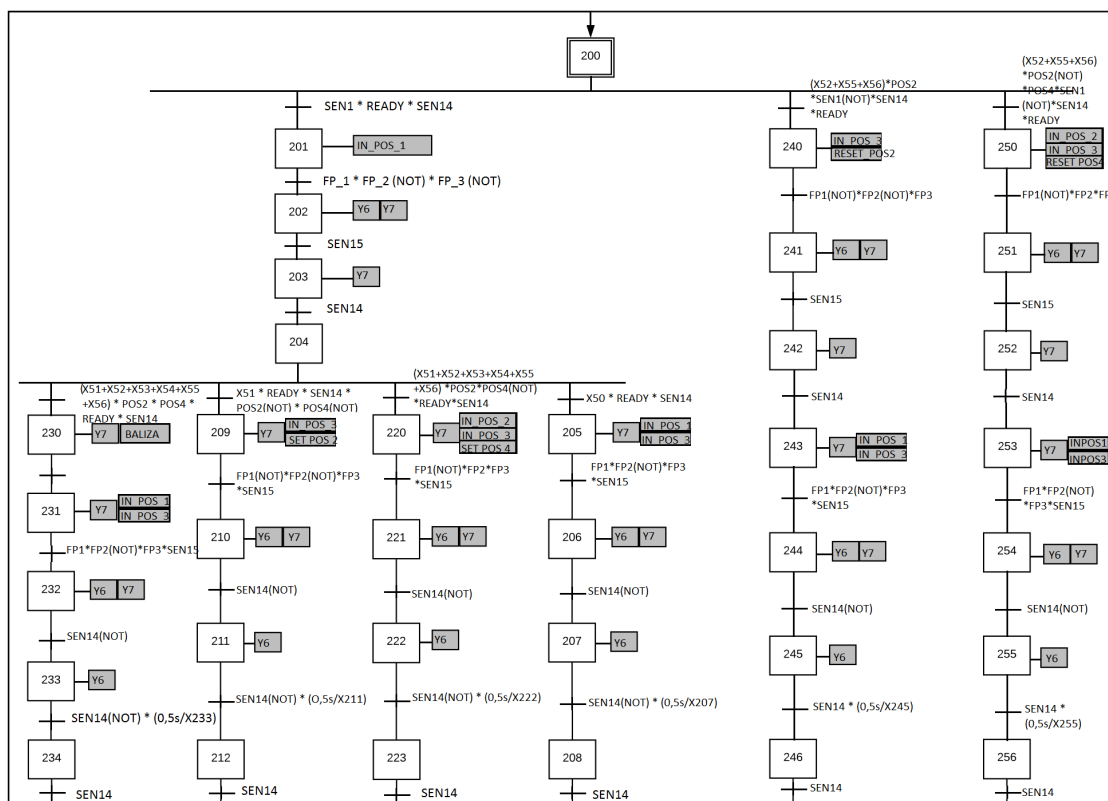 200
SEN1 * READY * SEN14
201
IN_POS_1
FP_1 * FP_2 (NOT) * FP_3 (NOT)
202
Y6 Y7
SEN15
203
Y7
SEN14
204
(X51+X52+X53+X54+X55
+X56) * POS2 * POS4 *
READY * SEN14
230
Y7 BALIZA
231
Y7 IN_POS_1
IN_POS_3
FP1*FP2(NOT)*FP3*SEN15
232
Y6 Y7
SEN14(NOT)
233
Y6
SEN14(NOT) * (0,5s/X233)
234
SEN14
X51 * READY * SEN14 *
POS2(NOT) * POS4(NOT)
209
Y7 IN_POS_3
SET POS 2
FP1(NOT)*FP2(NOT)*FP3
*SEN15
210
Y6 Y7
SEN14(NOT)
211
Y6
SEN14(NOT) * (0,5s/X211)
212
SEN14
(X51+X52+X53+X54+X55
+X56) *POS2*POS4(NOT)
*READY*SEN14
220
Y7 IN_POS_2
IN_POS_3
SET POS 4
FP1(NOT)*FP2*FP3
*SEN15
221
Y6 Y7
SEN14(NOT)
222
Y6
SEN14(NOT) * (0,5s/X222)
223
SEN14
X50 * READY * SEN14
205
Y7 IN_POS_1
IN_POS_3
FP1*FP2(NOT)*FP3
*SEN15
206
Y6 Y7
SEN14(NOT)
207
Y6
SEN14(NOT) * (0,5s/X207)
208
SEN14
(X52+X55+X56)*POS2
*SEN1(NOT)*SEN14
*READY
240
IN_POS_3
RESET_POS2
FP1(NOT)*FP2(NOT)*FP3
241
Y6 Y7
SEN15
242
Y7
SEN14
243
Y7 IN_POS_1
IN_POS_3
FP1*FP2(NOT)*FP3
*SEN15
244
Y6 Y7
SEN14(NOT)
245
Y6
SEN14 * (0,5s/X245)
246
SEN14
(X52+X55+X56)
*POS2(NOT)
*POS4*SEN1
(NOT)*SEN14
*READY
250
IN_POS_2
IN_POS_3
RESET POS4
FP1(NOT)*FP2*FP
251
Y6 Y7
SEN15
252
Y7
SEN14
253
Y7 INPOS1
INPOS3
FP1*FP2(NOT)
*FP3*SEN15
254
Y6 Y7
SEN14(NOT)
255
Y6
SEN14 *
(0,5s/X255)
256
SEN14